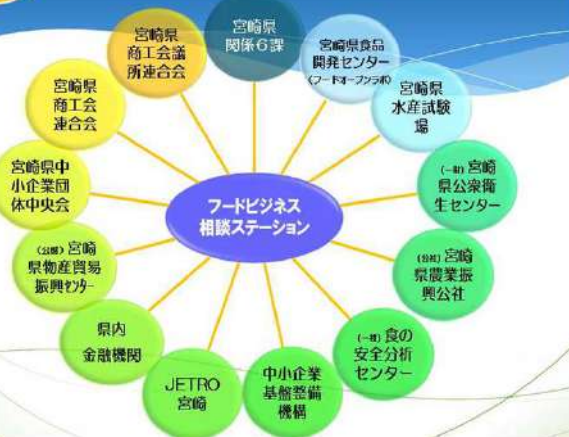 宮崎県
関係6課
宮崎県食品
開発センター
(フードオープンラボ)
宮崎県
水産試験
場
(一財)宮崎
県公衆衛
生センター
(公社)宮崎
県農業振
興公社
(一社)食の
安全分析
センター
中小企業
基盤整備
機構
JETRO
宮崎
県内
金融機関
(公社)宮崎
県物産貿易
振興センター
宮崎県中
小企業団
体中央会
宮崎県
商工会
連合会
宮崎県
商工会議
所連合会
フードビジネス
相談ステーション